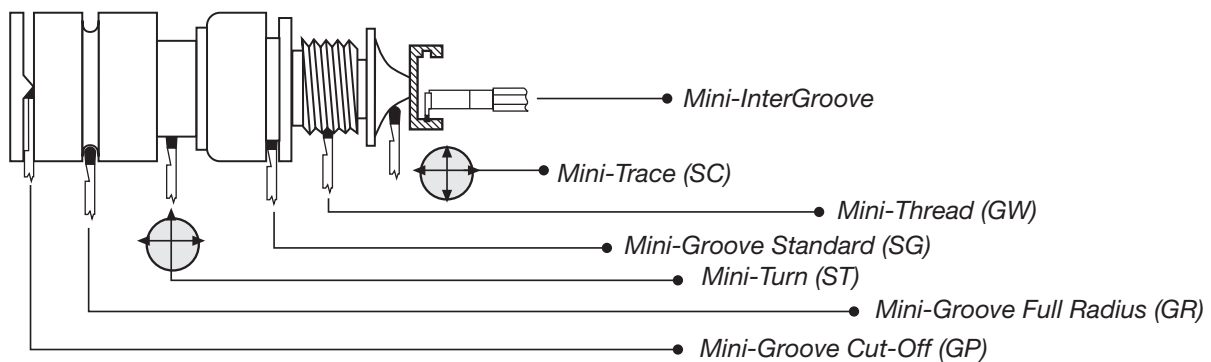 Mini-InterGroove
Mini-Trace (SC)
Mini-Thread (GW)
Mini-Groove Standard (SG)
Mini-Turn (ST)
Mini-Groove Full Radius (GR)
Mini-Groove Cut-Off (GP)